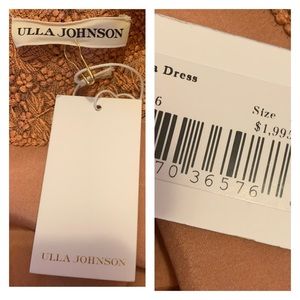 ULLA JOHNSON
ULLA JOHNSON
a Dress
6
Size
$1,995
70 36576